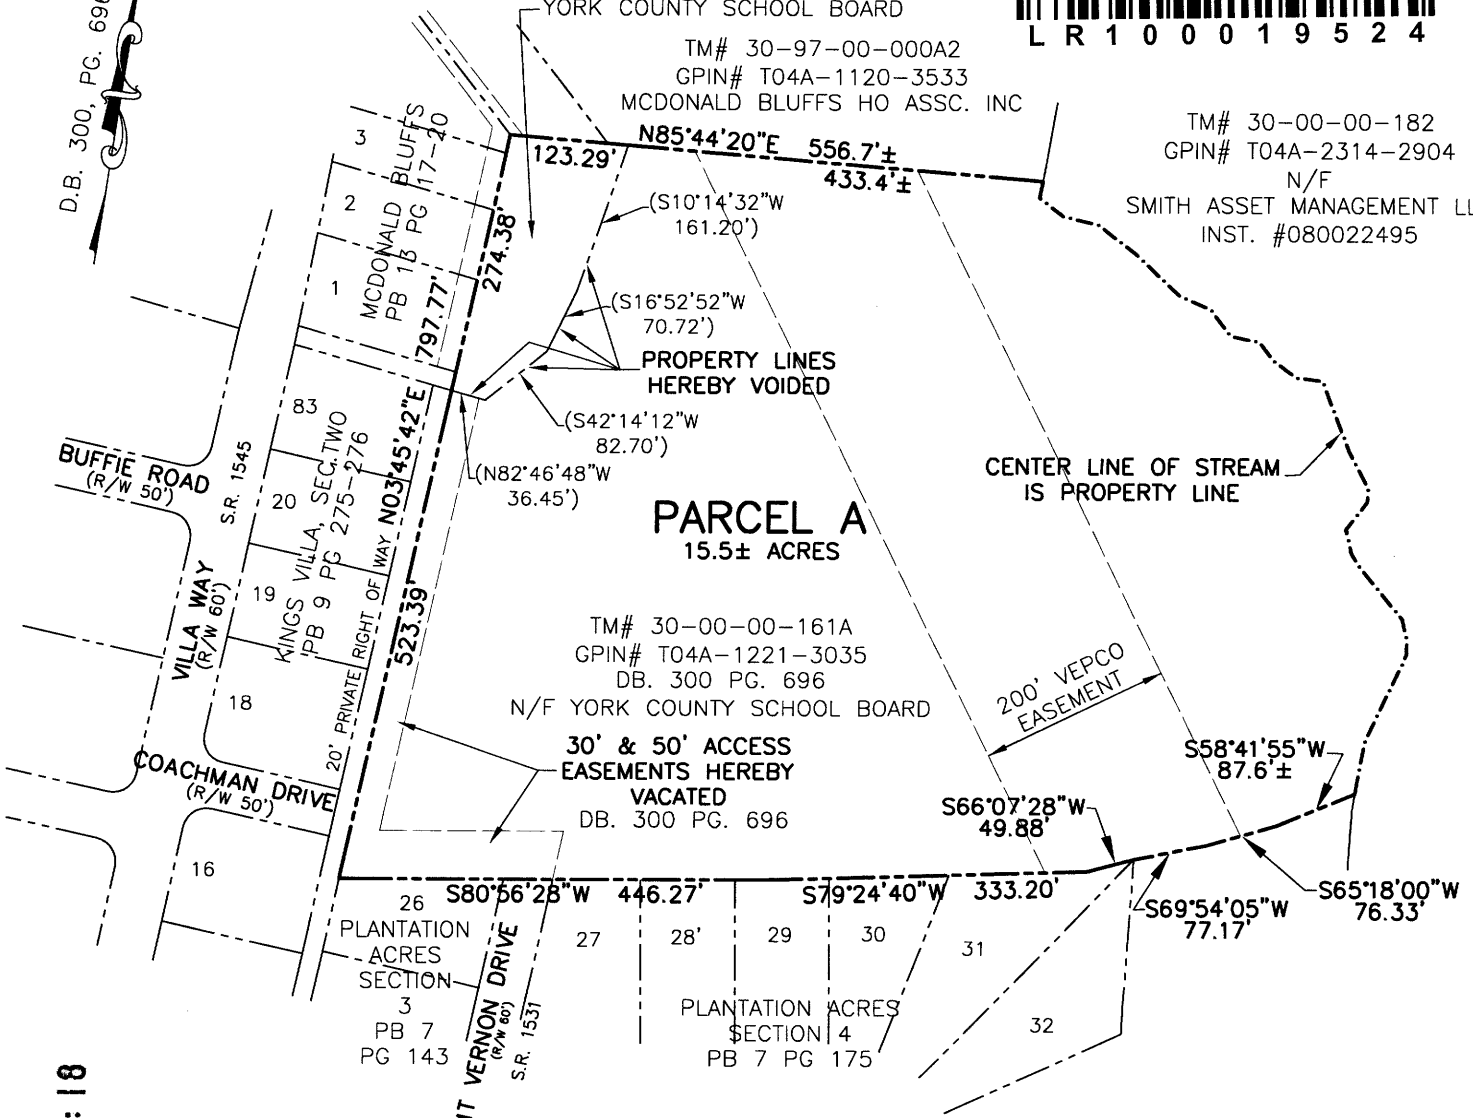 YORK COUNTY SCHOOL BOARD
LR100019524
D.B. 300, PG. 696
TM# 30-97-00-000A2
GPIN# T04A-1120-3533
MCDONALD BLUFFS HO ASSC. INC
TM# 30-00-00-182
GPIN# T04A-2314-2904
N/F
SMITH ASSET MANAGEMENT LL
INST. #080022495
N85°44'20"E 556.7'±
123.29'
433.4'±
3
2
1
MCDONALD BLUFFS
PB 13 PG 17-20
274.38'
797.77'
(S10°14'32"W
161.20')
(S16°52'52"W
70.72')
PROPERTY LINES
HEREBY VOIDED
(S42°14'12"W
82.70')
(N82°46'48"W
36.45')
N03°45'42"E
523.39'
83
20
19
18
16
KINGS VILLA, SEC. TWO
PB 9 PG 275-276
20' PRIVATE RIGHT OF WAY
BUFFIE ROAD
(R/W 50')
S.R. 1545
VILLA WAY
(R/W 60')
COACHMAN DRIVE
(R/W 50')
CENTER LINE OF STREAM
IS PROPERTY LINE
PARCEL A
15.5± ACRES
TM# 30-00-00-161A
GPIN# T04A-1221-3035
DB. 300 PG. 696
N/F YORK COUNTY SCHOOL BOARD
30' & 50' ACCESS
EASEMENTS HEREBY
VACATED
DB. 300 PG. 696
200' VEPCO
EASEMENT
S58°41'55"W
87.6'±
S66°07'28"W
49.88'
S65°18'00"W
76.33'
S69°54'05"W
77.17'
S80°56'28"W 446.27'
S79°24'40"W 333.20'
26
PLANTATION
ACRES
SECTION
3
PB 7
PG 143
VERNON DRIVE
(R/W 60')
S.R. 1531
27
28'
29
30
31
32
PLANTATION ACRES
SECTION 4
PB 7 PG 175
:18